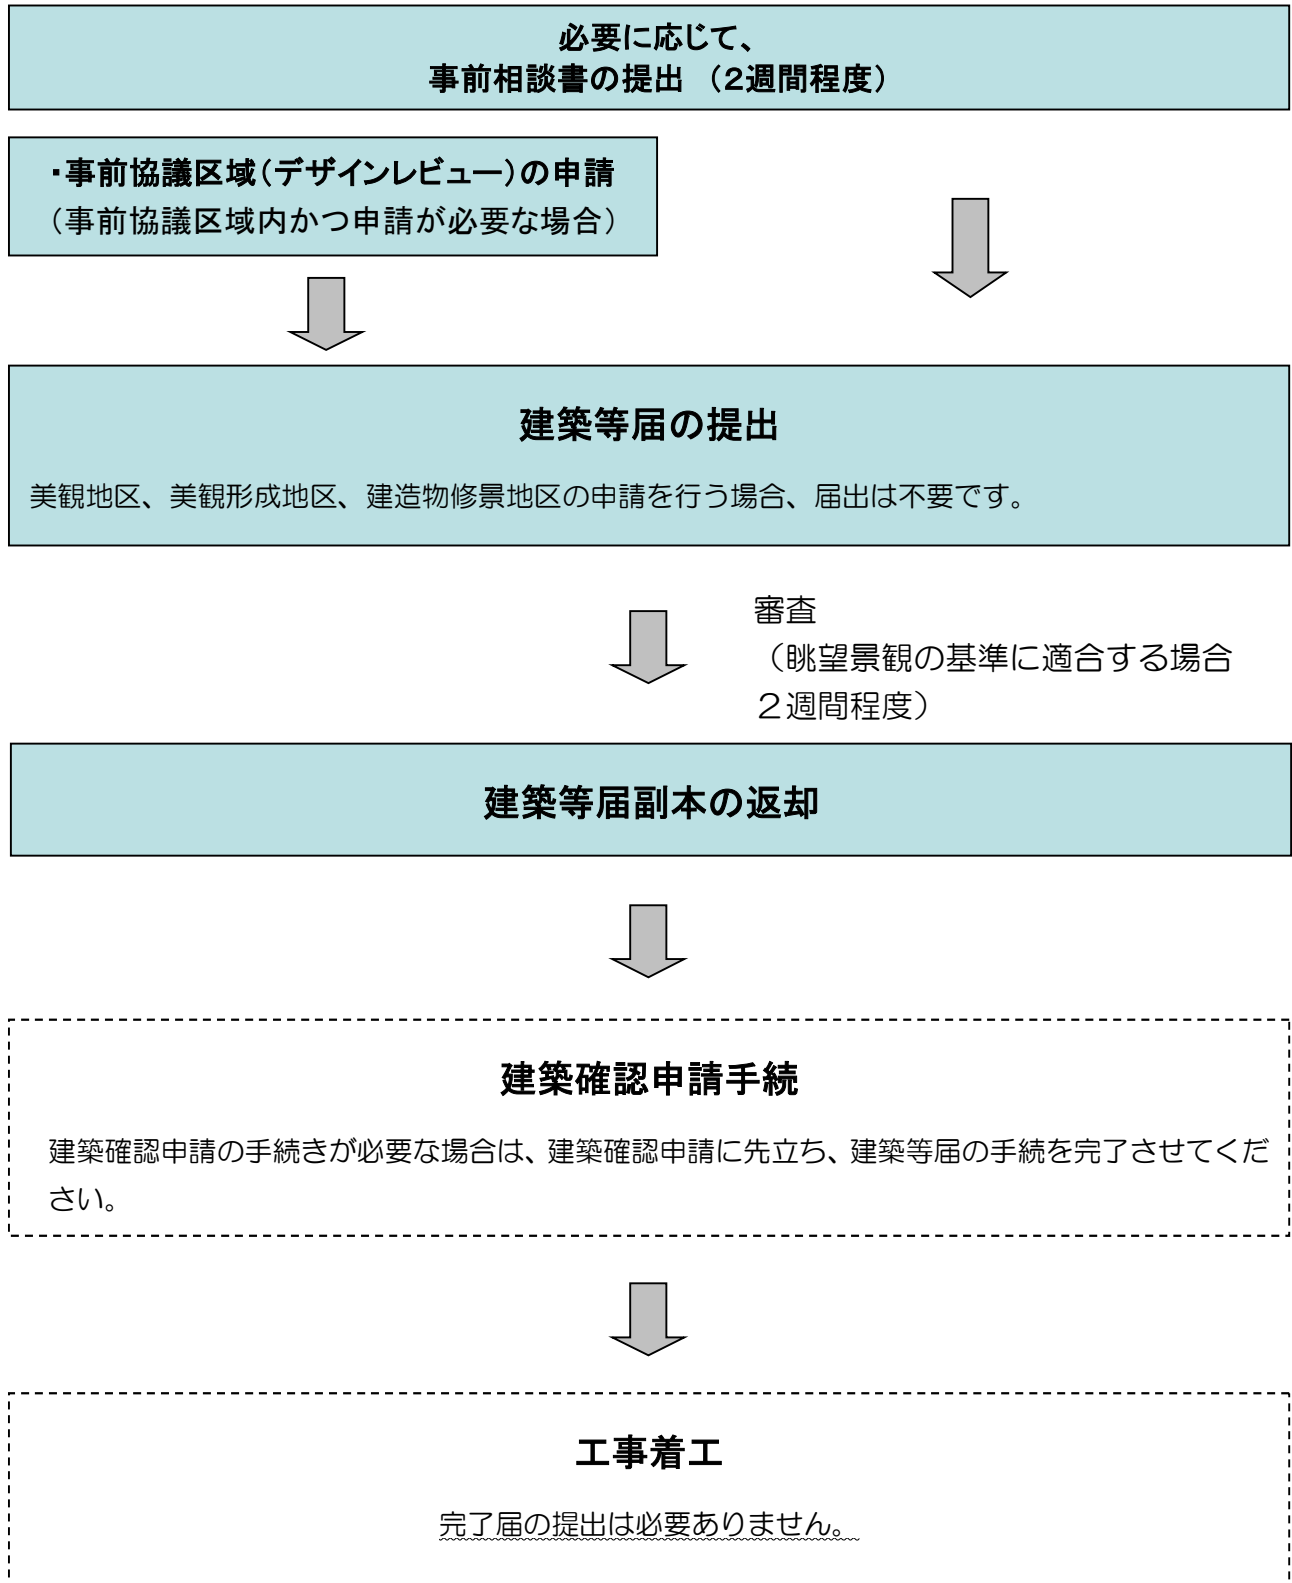 必要に応じて、
事前相談書の提出　（2週間程度）
・事前協議区域（デザインレビュー）の申請
（事前協議区域内かつ申請が必要な場合）
建築等届の提出
美観地区、美観形成地区、建造物修景地区の申請を行う場合、届出は不要です。
審査
（眺望景観の基準に適合する場合
２週間程度）
建築等届副本の返却
建築確認申請手続
建築確認申請の手続きが必要な場合は、建築確認申請に先立ち、建築等届の手続を完了させてくだ
さい。
工事着工
完了届の提出は必要ありません。